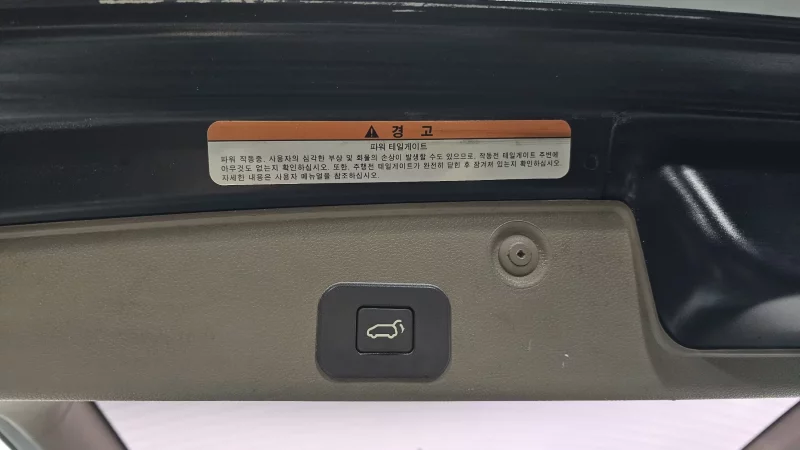 경 고
파워 테일게이트
파워 작동중, 사용자의 심각한 부상 및 화물의 손상이 발생할 수도 있으므로, 작동전 테일게이트 주변에
아무것도 없는지 확인하십시오. 또한, 주행전 테일게이트가 완전히 닫힌 후 잠겨져 있는지 확인하십시오.
자세한 내용은 사용자 메뉴얼를 참조하십시오.